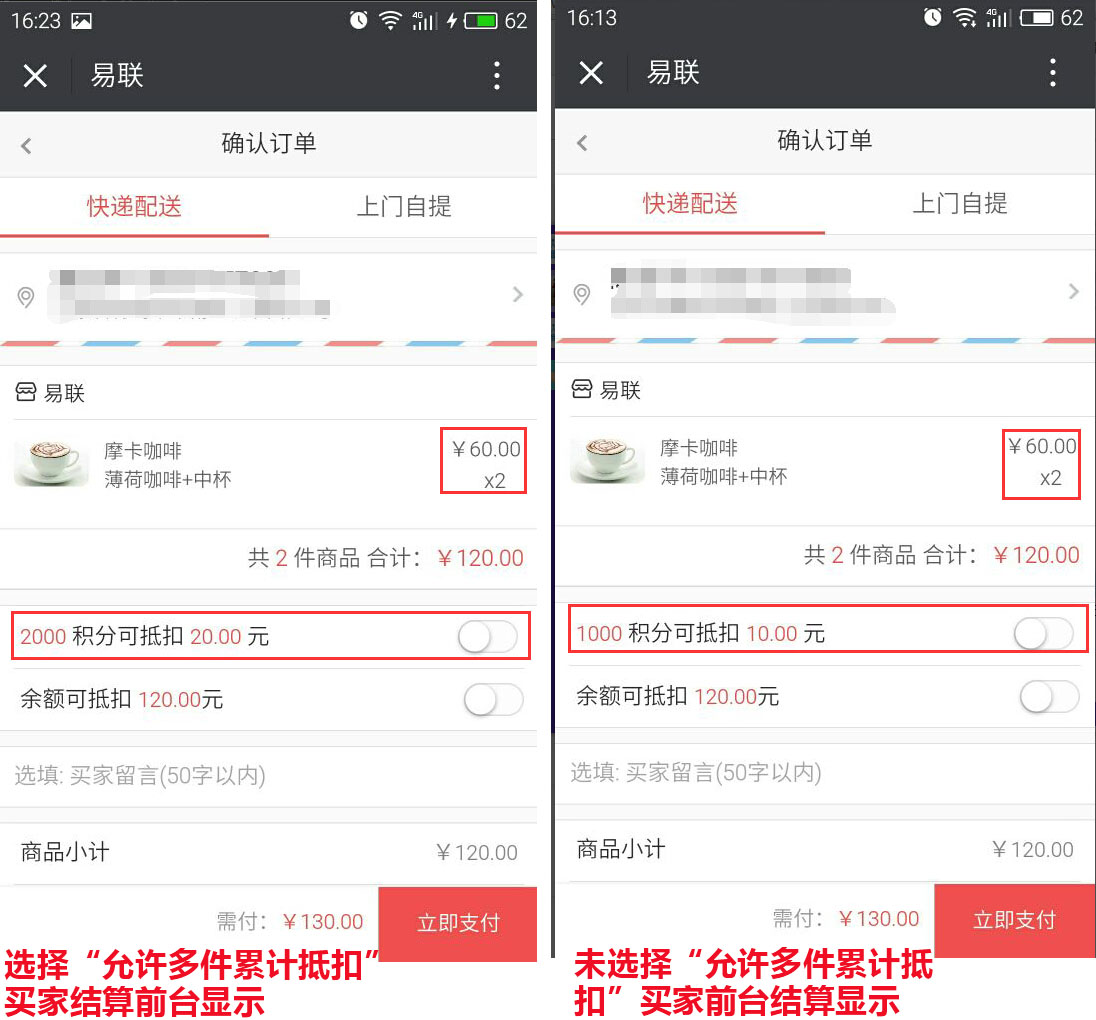 16:23
4G
62
易联
确认订单
快递配送
上门自提
易联
摩卡咖啡
￥60.00
薄荷咖啡+中杯
x2
共 2 件商品 合计：￥120.00
2000 积分可抵扣 20.00 元
余额可抵扣 120.00元
选填: 买家留言(50字以内)
商品小计
￥120.00
需付：￥130.00
立即支付
选择“允许多件累计抵扣”
买家结算前台显示
16:13
4G
62
易联
确认订单
快递配送
上门自提
易联
摩卡咖啡
￥60.00
薄荷咖啡+中杯
x2
共 2 件商品 合计：￥120.00
1000 积分可抵扣 10.00 元
余额可抵扣 120.00元
选填: 买家留言(50字以内)
商品小计
￥120.00
需付：￥130.00
立即支付
未选择“允许多件累计抵
扣”买家前台结算显示